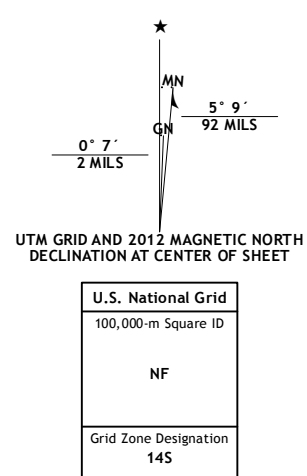 MN
GN
5° 9´
92 MILS
0° 7´
2 MILS
UTM GRID AND 2012 MAGNETIC NORTH
DECLINATION AT CENTER OF SHEET
U.S. National Grid
100,000-m Square ID
NF
Grid Zone Designation
14S